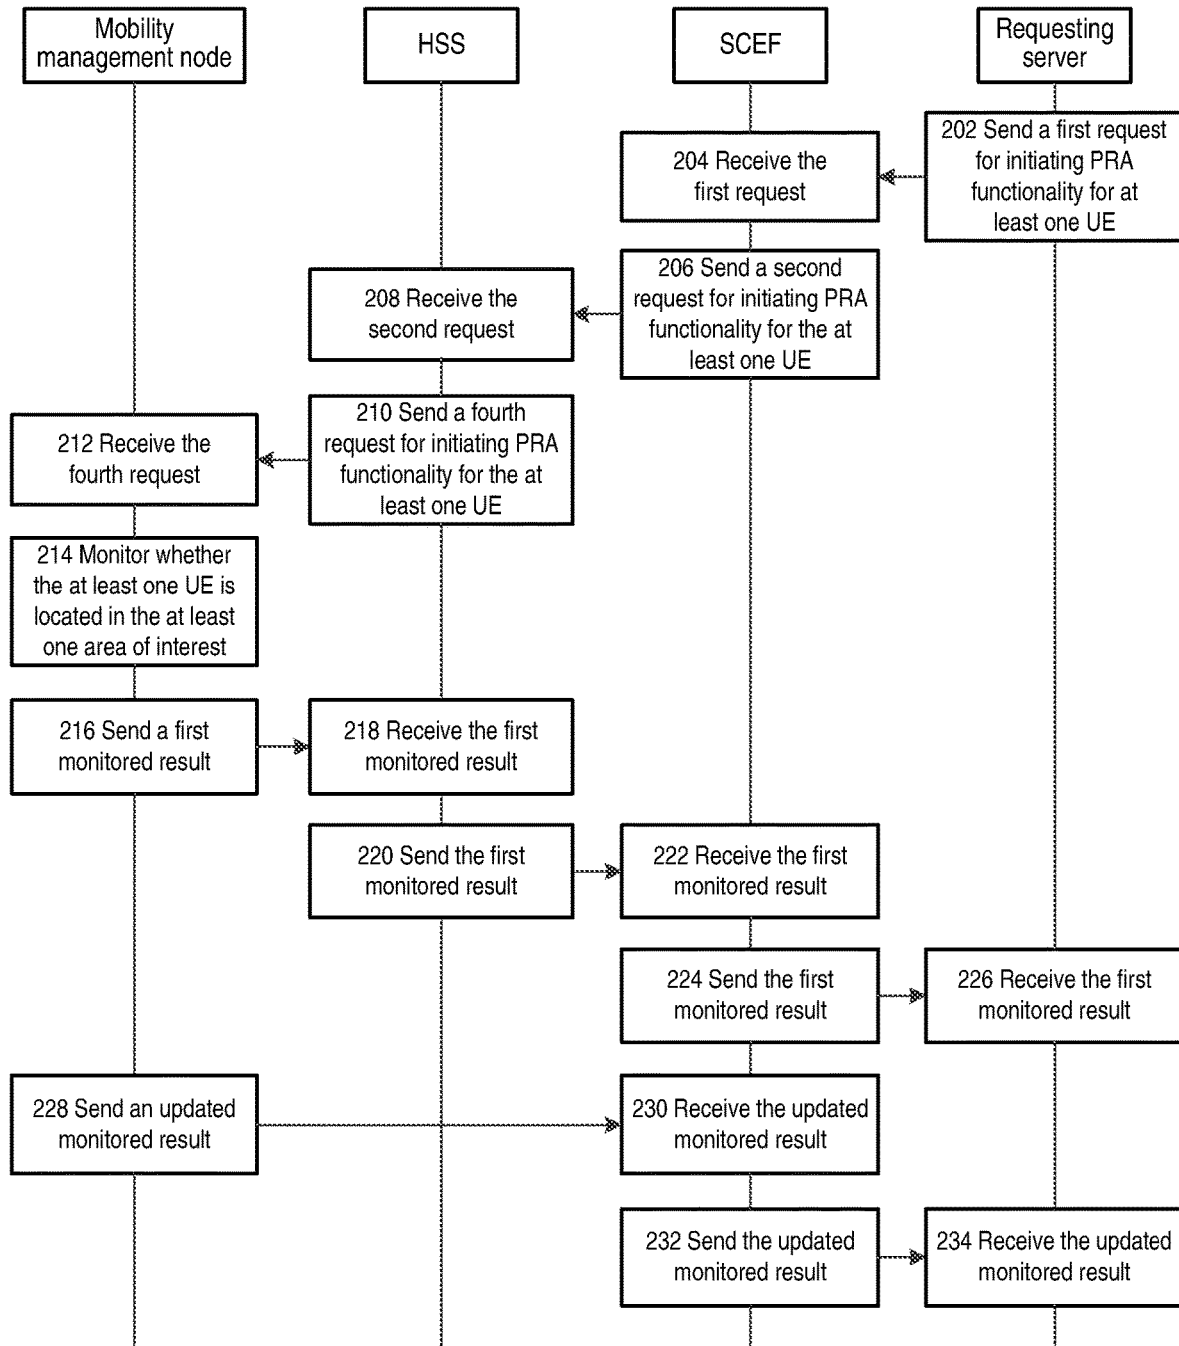 Mobility
management node
HSS
SCEF
Requesting
server
202 Send a first request
for initiating PRA
functionality for at
least one UE
204 Receive the
first request
206 Send a second
request for initiating PRA
functionality for the at
least one UE
208 Receive the
second request
210 Send a fourth
request for initiating PRA
functionality for the at
least one UE
212 Receive the
fourth request
214 Monitor whether
the at least one UE is
located in the at least
one area of interest
216 Send a first
monitored result
218 Receive the first
monitored result
220 Send the first
monitored result
222 Receive the first
monitored result
224 Send the first
monitored result
226 Receive the first
monitored result
228 Send an updated
monitored result
230 Receive the updated
monitored result
232 Send the updated
monitored result
234 Receive the updated
monitored result